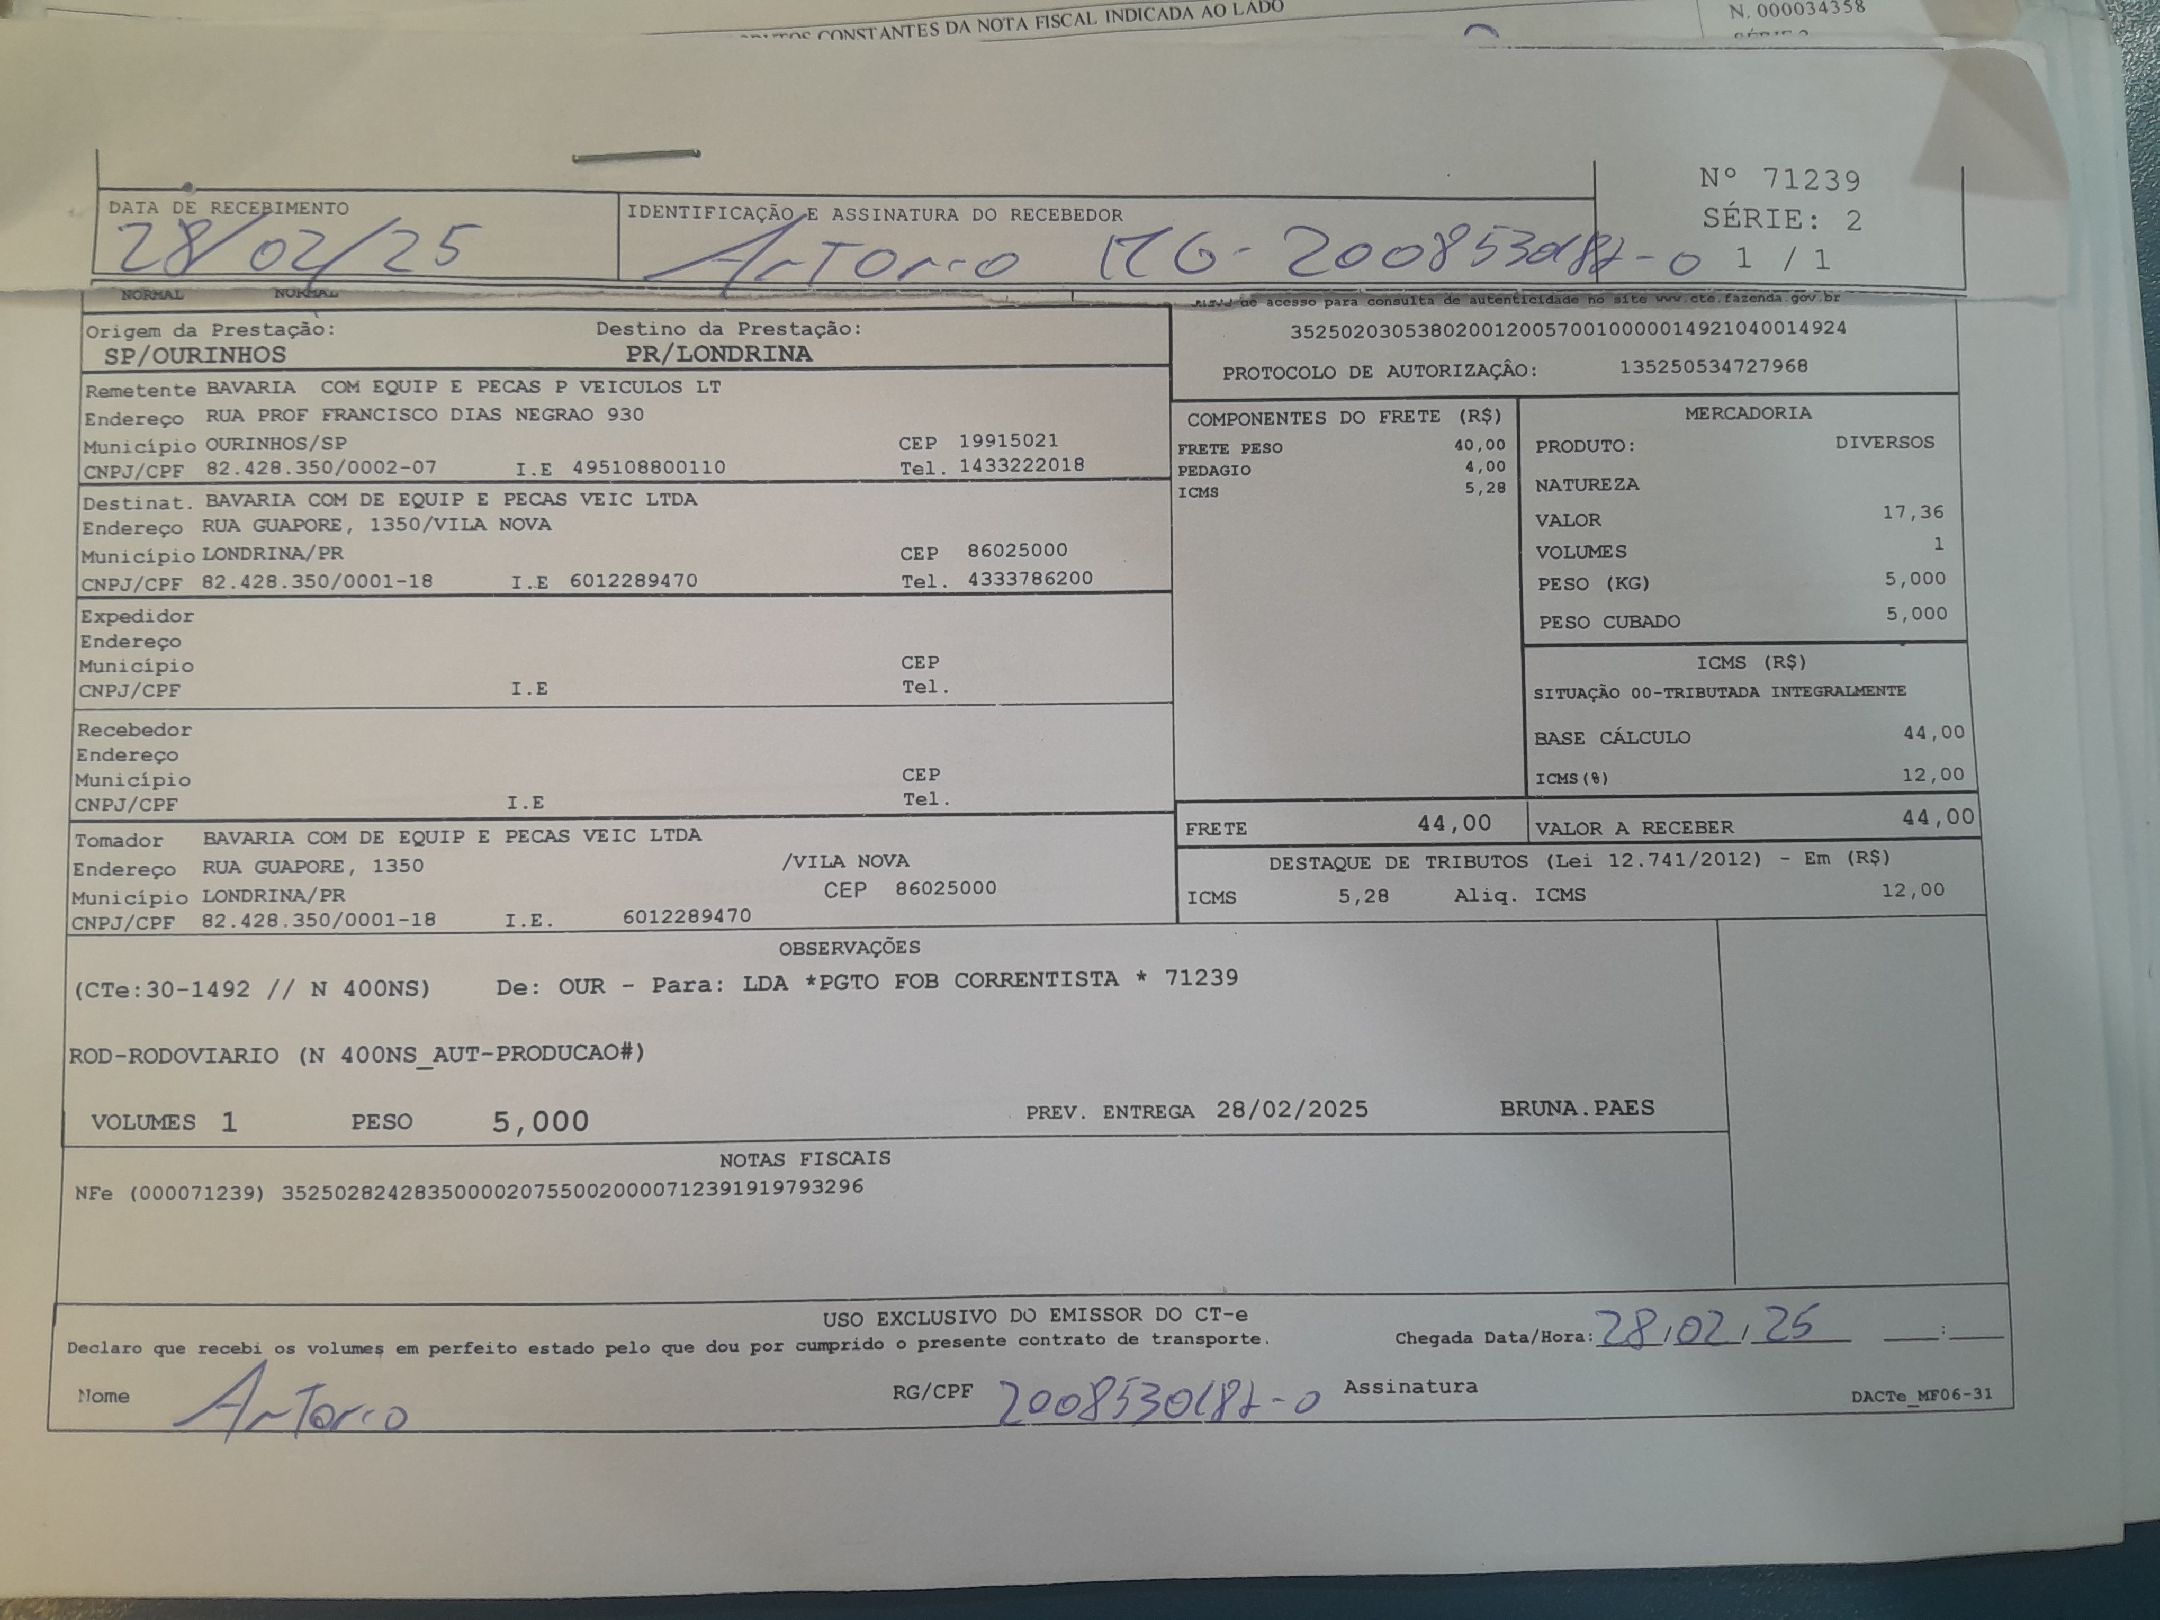 CONSTANTES DA NOTA FISCAL INDICADA AO LADO
N. 000034358
Nº 71239
SÉRIE: 2
1 / 1
DATA DE RECEBIMENTO
28/02/25
IDENTIFICAÇÃO E ASSINATURA DO RECEBEDOR
Antonio
NORMAL NORMAL
de acesso para consulta de autenticidade no site www.cte.fazenda.gov.br
Origem da Prestação: Destino da Prestação:
SP/OURINHOS PR/LONDRINA
35250203053802001200570010000014921040014924
PROTOCOLO DE AUTORIZAÇÃO: 135250534727968
Remetente BAVARIA COM EQUIP E PECAS P VEICULOS LT
Endereço RUA PROF FRANCISCO DIAS NEGRAO 930
Município OURINHOS/SP CEP 19915021
CNPJ/CPF 82.428.350/0002-07 I.E 495108800110 Tel. 1433222018
Destinat. BAVARIA COM DE EQUIP E PECAS VEIC LTDA
Endereço RUA GUAPORE, 1350/VILA NOVA
Município LONDRINA/PR CEP 86025000
CNPJ/CPF 82.428.350/0001-18 I.E 6012289470 Tel. 4333786200
Expedidor
Endereço
Município CEP
CNPJ/CPF I.E Tel.
Recebedor
Endereço
Município CEP
CNPJ/CPF I.E Tel.
Tomador BAVARIA COM DE EQUIP E PECAS VEIC LTDA
Endereço RUA GUAPORE, 1350 /VILA NOVA
Município LONDRINA/PR CEP 86025000
CNPJ/CPF 82.428.350/0001-18 I.E. 6012289470
COMPONENTES DO FRETE (R$)
FRETE PESO 40,00
PEDAGIO 4,00
ICMS 5,28
MERCADORIA
PRODUTO: DIVERSOS
NATUREZA
VALOR 17,36
VOLUMES 1
PESO (KG) 5,000
PESO CUBADO 5,000
ICMS (R$)
SITUAÇÃO 00-TRIBUTADA INTEGRALMENTE
BASE CÁLCULO 44,00
ICMS(%) 12,00
FRETE 44,00 VALOR A RECEBER 44,00
DESTAQUE DE TRIBUTOS (Lei 12.741/2012) - Em (R$)
ICMS 5,28 Aliq. ICMS 12,00
OBSERVAÇÕES
(CTe:30-1492 // N 400NS) De: OUR - Para: LDA *PGTO FOB CORRENTISTA * 71239
ROD-RODOVIARIO (N 400NS_AUT-PRODUCAO#)
VOLUMES 1 PESO 5,000 PREV. ENTREGA 28/02/2025 BRUNA.PAES
NOTAS FISCAIS
NFe (000071239) 35250282428350000207550020000712391919793296
USO EXCLUSIVO DO EMISSOR DO CT-e
Declaro que recebi os volumes em perfeito estado pelo que dou por cumprido o presente contrato de transporte. Chegada Data/Hora: 28/02/25 __:__
Nome Antonio RG/CPF Assinatura DACTe_MF06-31